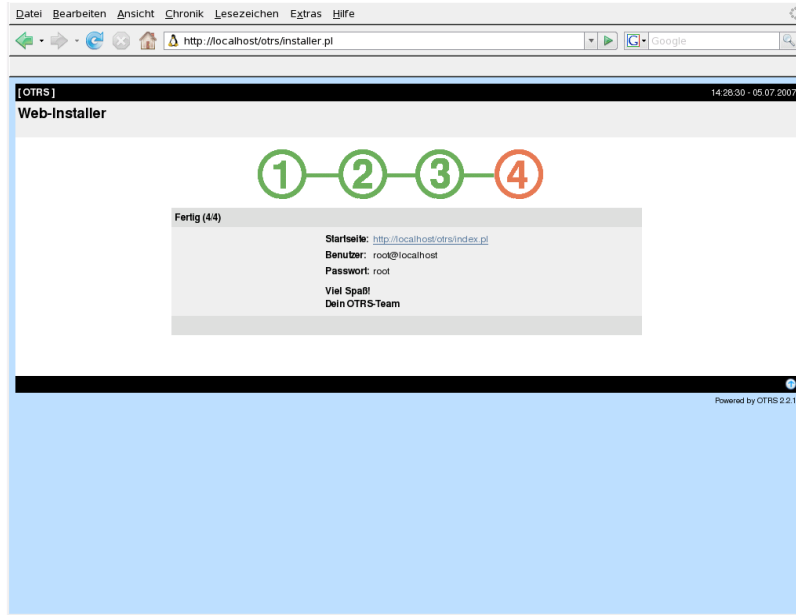 Datei Bearbeiten Ansicht Chronik Lesezeichen Extras Hilfe
http://localhost/otrs/installer.pl
G Google
[ OTRS ] 14:28:30 - 05.07.2007
Web-Installer
1 2 3 4
Fertig (4/4)
Startseite: http://localhost/otrs/index.pl
Benutzer: root@localhost
Passwort: root
Viel Spaß!
Dein OTRS-Team
Powered by OTRS 2.2.1